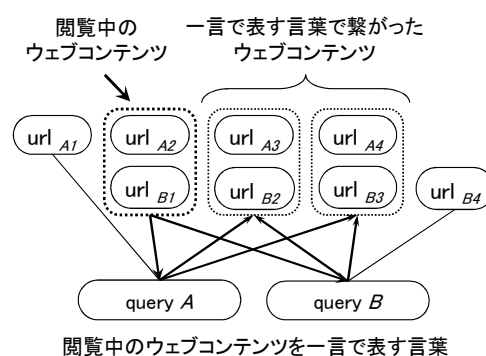 閲覧中の
ウェブコンテンツ
一言で表す言葉で繋がった
ウェブコンテンツ
url A1
url A2
url A3
url A4
url B1
url B2
url B3
url B4
query A
query B
閲覧中のウェブコンテンツを一言で表す言葉